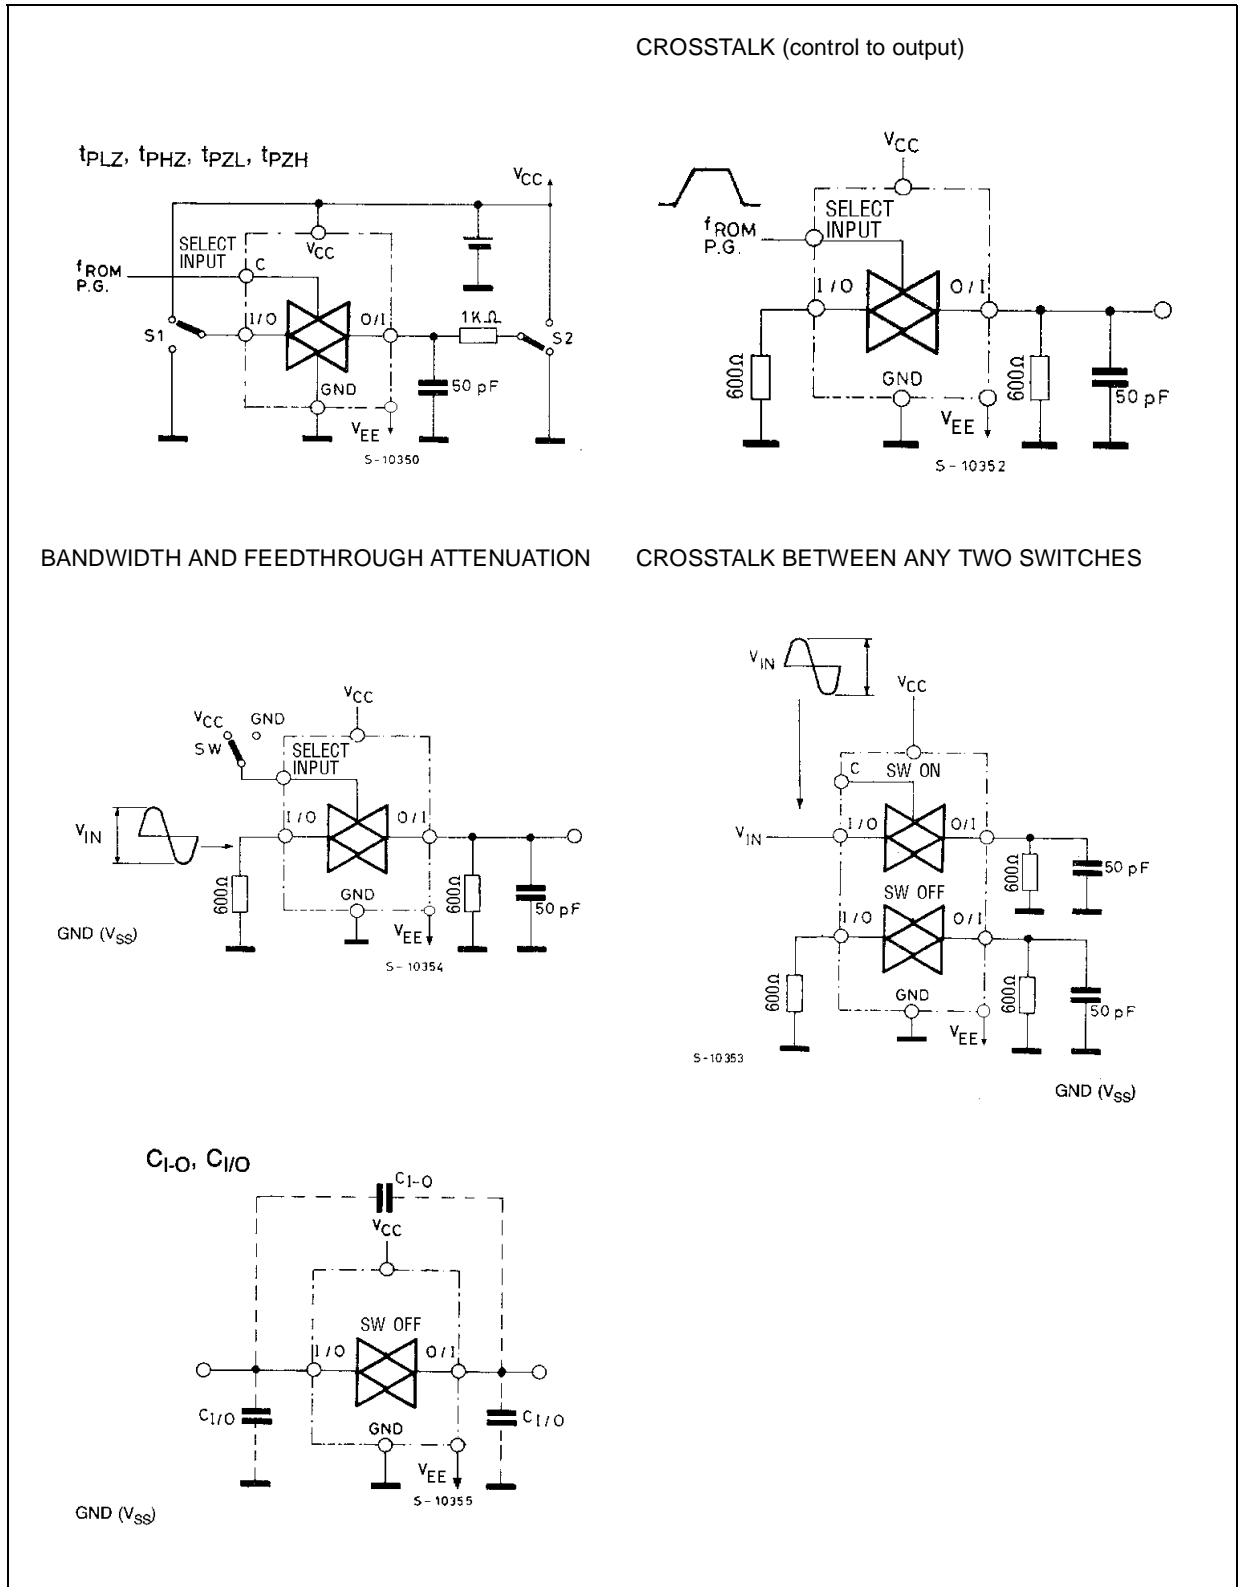 CROSSTALK (control to output)
tPLZ, tPHZ, tPZL, tPZH
VCC
SELECT
INPUT
VCC
fROM
P.G.
C
I/O
O/I
1KΩ
S1
S2
GND
50 pF
VEE
S-10350
VCC
SELECT
INPUT
fROM
P.G.
I/O
O/I
600Ω
GND
600Ω
50 pF
VEE
S-10352
BANDWIDTH AND FEEDTHROUGH ATTENUATION
CROSSTALK BETWEEN ANY TWO SWITCHES
VCC
VCC
GND
SW
SELECT
INPUT
VIN
I/O
O/I
600Ω
GND
600Ω
50 pF
GND (VSS)
VEE
S-10354
VIN
VCC
C
SW ON
VIN
I/O
O/I
600Ω
50 pF
SW OFF
I/O
O/I
600Ω
GND
600Ω
50 pF
VEE
S-10353
GND (VSS)
CI-O, CI/O
CI-O
VCC
SW OFF
I/O
O/I
CI/O
GND
CI/O
VEE
S-10355
GND (VSS)